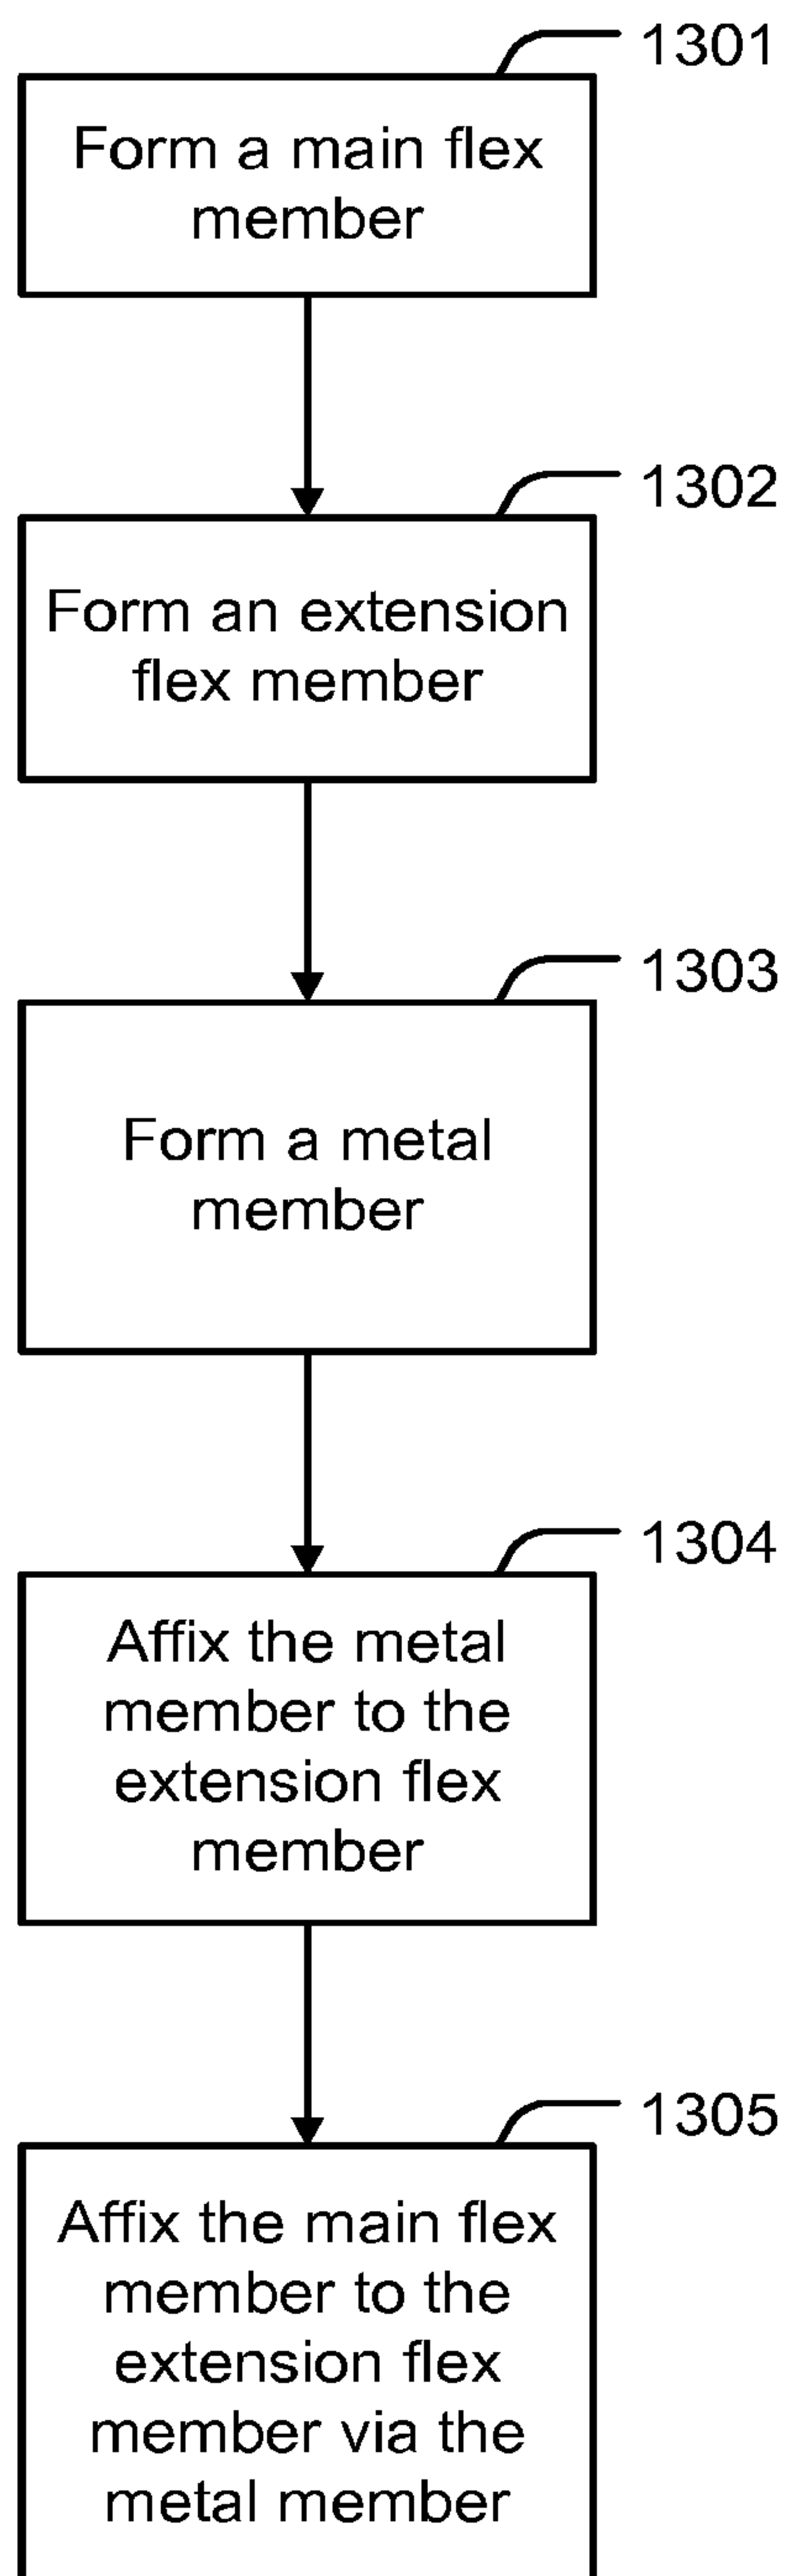 1301
Form a main flex
member
1302
Form an extension
flex member
1303
Form a metal
member
1304
Affix the metal
member to the
extension flex
member
1305
Affix the main flex
member to the
extension flex
member via the
metal member